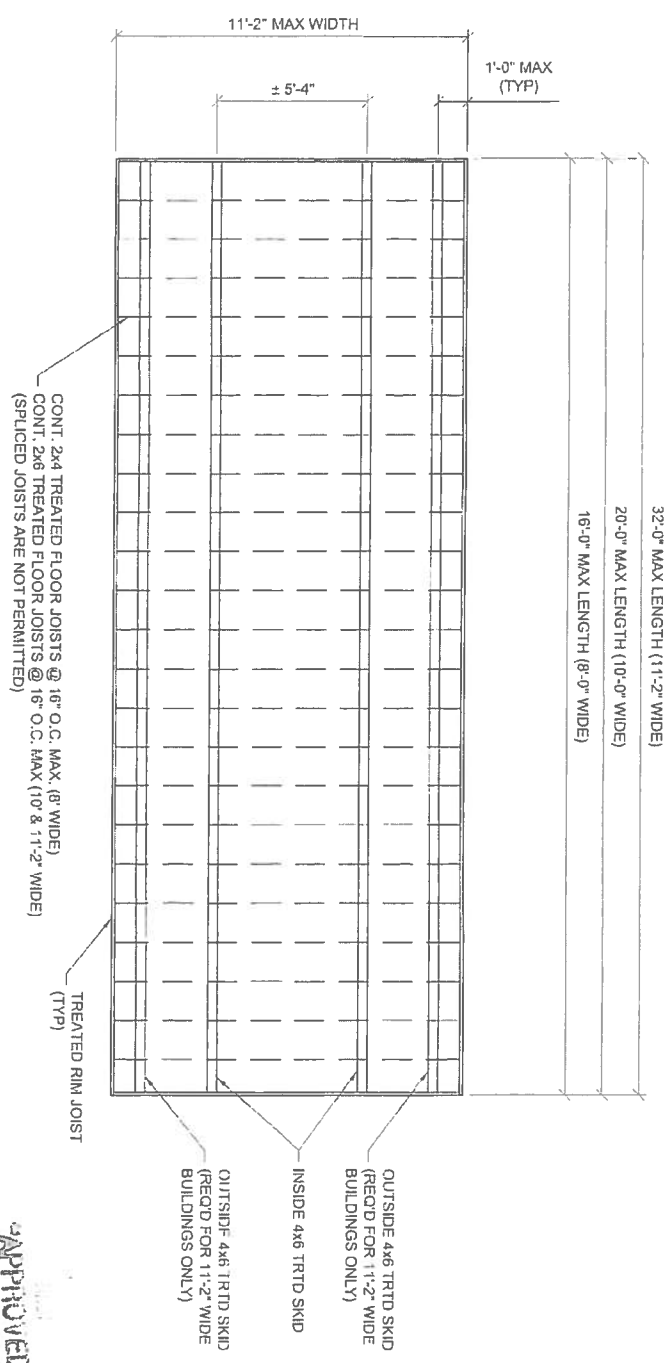 11'-2" MAX WIDTH
± 5'-4"
1'-0" MAX
(TYP)
32'-0" MAX LENGTH (11'-2" WIDE)
20'-0" MAX LENGTH (10'-0" WIDE)
16'-0" MAX LENGTH (8'-0" WIDE)
CONT. 2x4 TREATED FLOOR JOISTS @ 16" O.C. MAX. (8' WIDE)
CONT. 2x6 TREATED FLOOR JOISTS @ 16" O.C. MAX (10' & 11'-2" WIDE)
(SPLICED JOISTS ARE NOT PERMITTED)
TREATED RIM JOIST
(TYP)
OUTSIDE 4x6 TRTD SKID
(REQ'D FOR 11'-2" WIDE
BUILDINGS ONLY)
INSIDE 4x6 TRTD SKID
OUTSIDE 4x6 TRTD SKID
(REQ'D FOR 11'-2" WIDE
BUILDINGS ONLY)
APPROVED